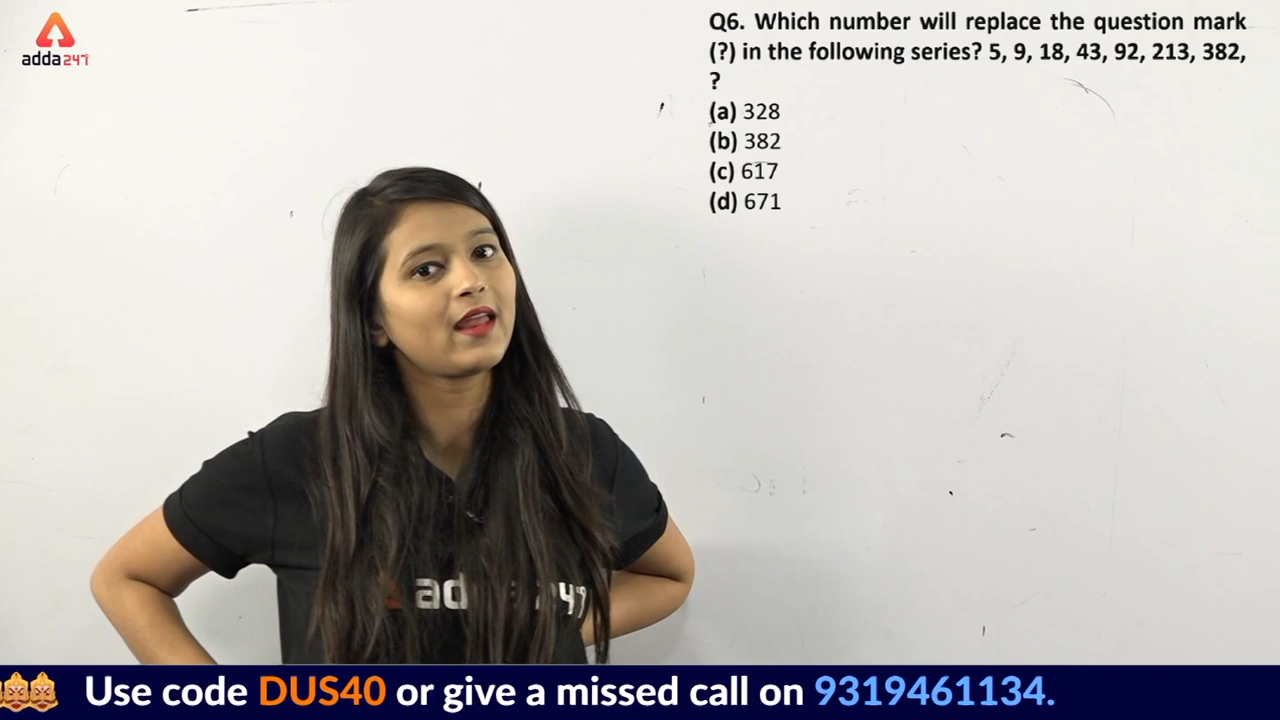 adda247
Q6. Which number will replace the question mark
(?) in the following series? 5, 9, 18, 43, 92, 213, 382,
?
(a) 328
(b) 382
(c) 617
(d) 671
adda247
Use code DUS40 or give a missed call on 9319461134.